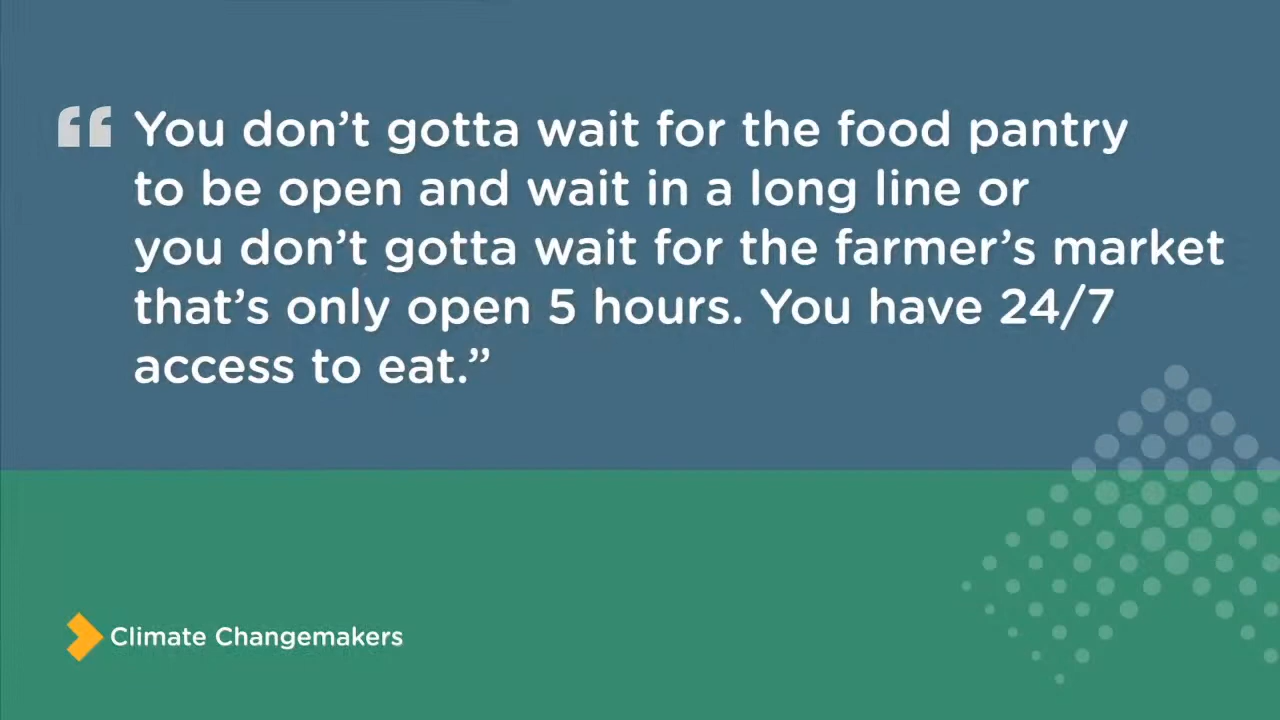 “You don’t gotta wait for the food pantry
to be open and wait in a long line or
you don’t gotta wait for the farmer’s market
that’s only open 5 hours. You have 24/7
access to eat.”
Climate Changemakers